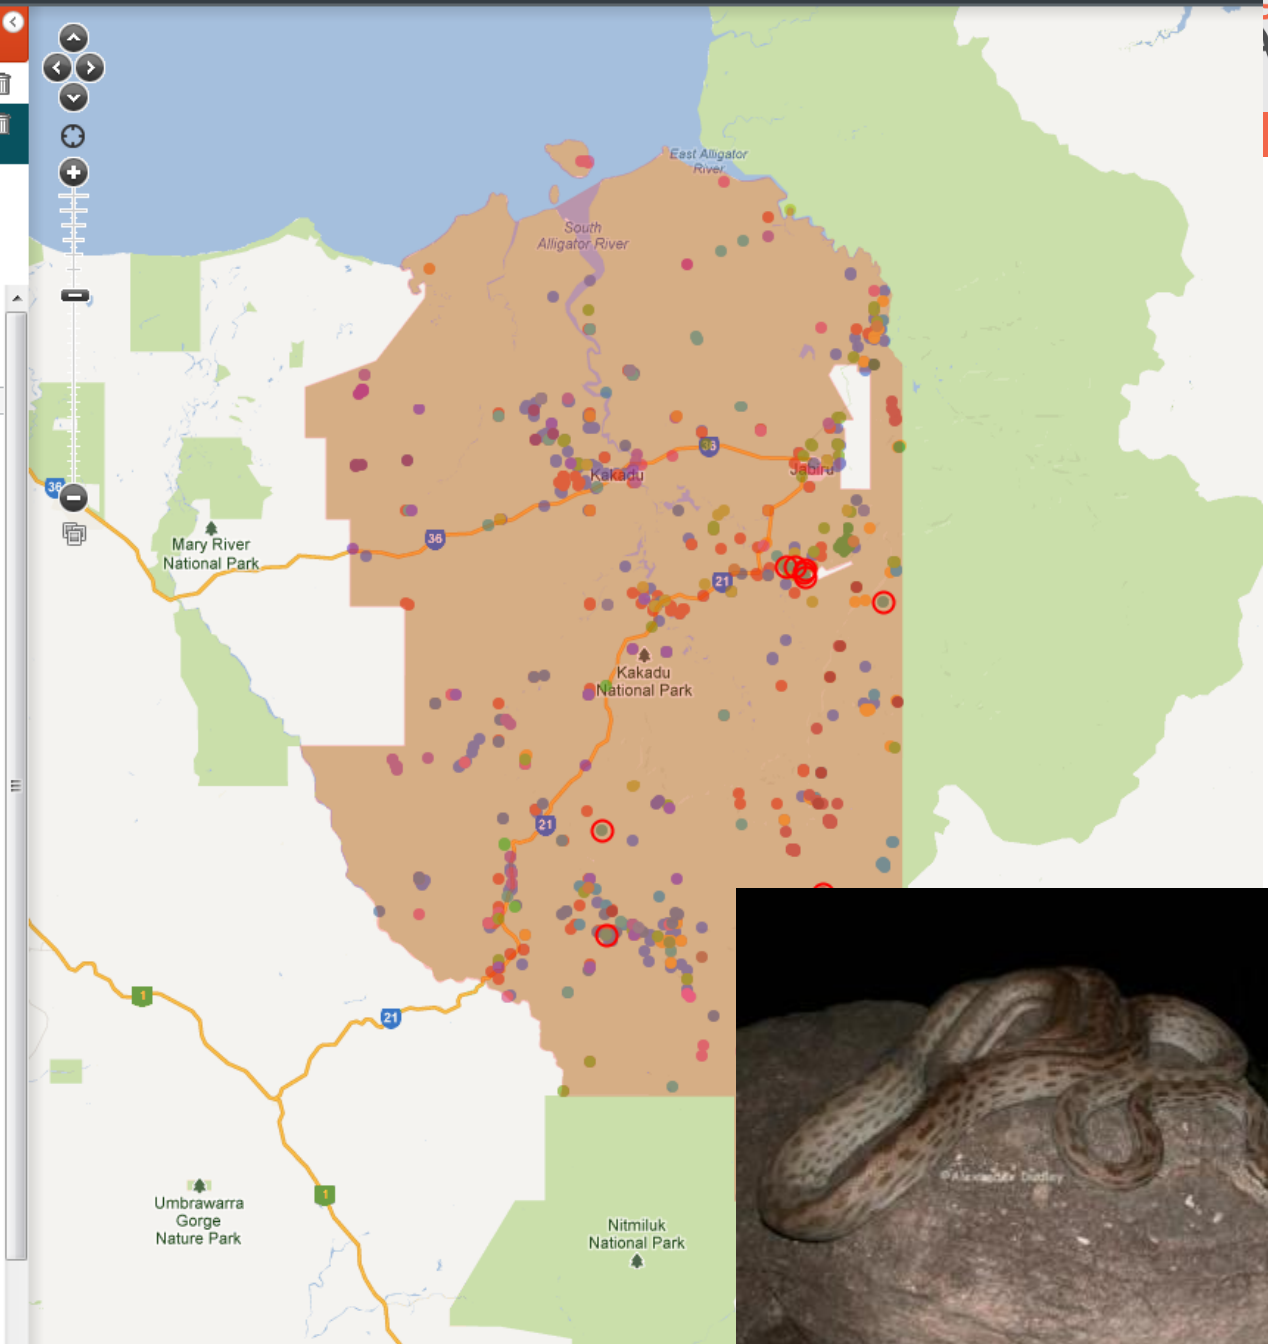 East Alligator
River
South
Alligator River
36
Kakadu
Jabiru
36
36
Mary River
National Park
21
Kakadu
National Park
21
1
21
1
Umbrawarra
Gorge
Nature Park
Nitmiluk
National Park